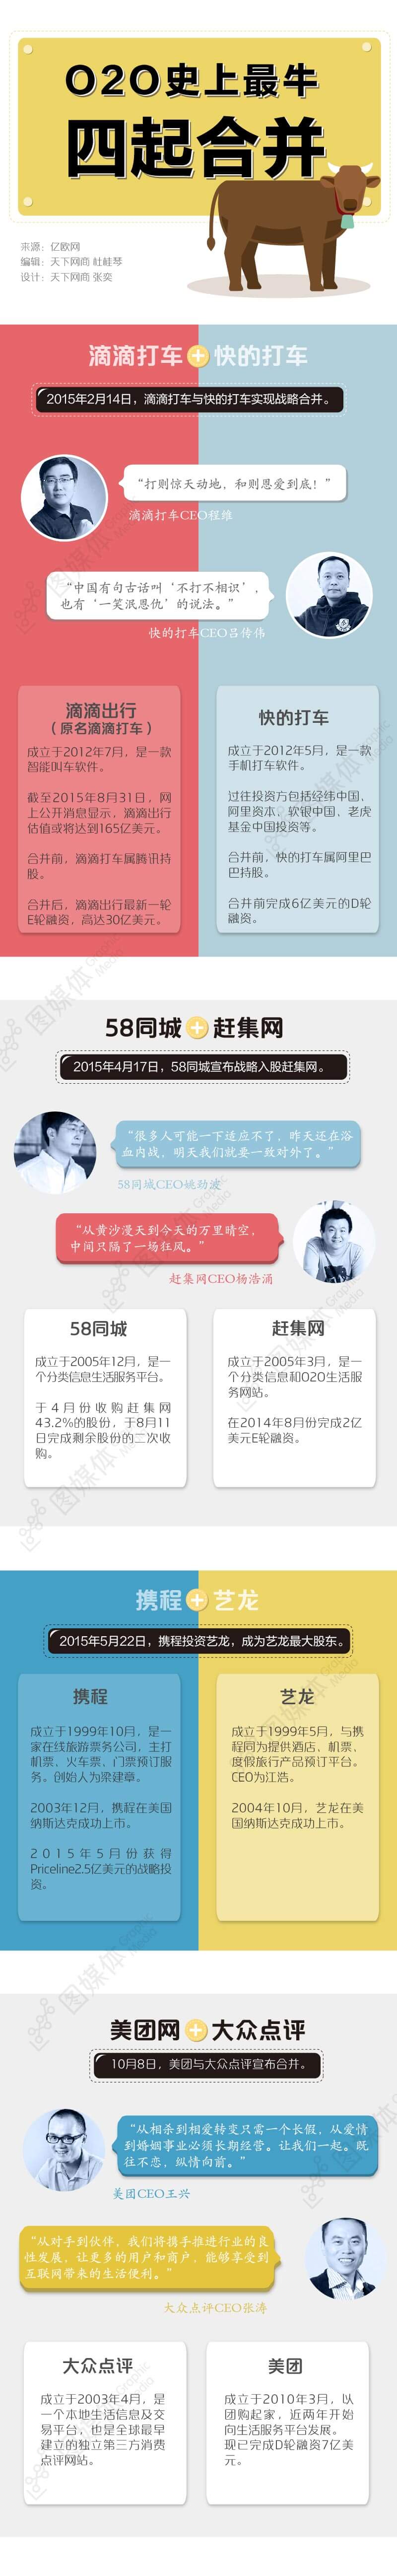 O2O史上最牛
四起合并
来源：亿欧网
编辑：天下网商 杜桂琴
设计：天下网商 张奕
滴滴打车+快的打车
2015年2月14日，滴滴打车与快的打车实现战略合并。
“打则惊天动地，和则恩爱到底！”
滴滴打车CEO程维
“中国有句古话叫‘不打不相识’，
也有‘一笑泯恩仇’的说法。”
快的打车CEO吕传伟
滴滴出行
（原名滴滴打车）
成立于2012年7月，是一款
智能叫车软件。
截至2015年8月31日，网
上公开消息显示，滴滴出行
估值或将达到165亿美元。
合并前，滴滴打车属腾讯持
股。
合并后，滴滴出行最新一轮
E轮融资，高达30亿美元。
快的打车
成立于2012年5月，是一款
手机打车软件。
过往投资方包括经纬中国、
阿里资本、软银中国、老虎
基金中国投资等。
合并前，快的打车属阿里巴
巴持股。
合并前完成6亿美元的D轮
融资。
58同城+赶集网
2015年4月17日，58同城宣布战略入股赶集网。
“很多人可能一下适应不了，昨天还在浴
血内战，明天我们就要一致对外了。”
58同城CEO姚劲波
“从黄沙漫天到今天的万里晴空，
中间只隔了一场狂风。”
赶集网CEO杨浩涌
58同城
成立于2005年12月，是一
个分类信息生活服务平台。
于4月份收购赶集网
43.2%的股份，于8月11
日完成剩余股份的二次收
购。
赶集网
成立于2005年3月，是一
个分类信息和O2O生活服
务网站。
在2014年8月份完成2亿
美元E轮融资。
携程+艺龙
2015年5月22日，携程投资艺龙，成为艺龙最大股东。
携程
成立于1999年10月，是一
家在线旅游票务公司，主打
机票、火车票、门票预订服
务。创始人为梁建章。
2003年12月，携程在美国
纳斯达克成功上市。
2015年5月份获得
Priceline2.5亿美元的战略投
资。
艺龙
成立于1999年5月，与携
程同为提供酒店、机票、
度假旅行产品预订平台。
CEO为江浩。
2004年10月，艺龙在美
国纳斯达克成功上市。
美团网+大众点评
10月8日，美团与大众点评宣布合并。
“从相杀到相爱转变只需一个长假，从爱情
到婚姻事业必须长期经营。让我们一起。既
往不恋，纵情向前。”
美团CEO王兴
“从对手到伙伴，我们将携手推进行业的良
性发展，让更多的用户和商户，能够享受到
互联网带来的生活便利。”
大众点评CEO张涛
大众点评
成立于2003年4月，是
一个本地生活信息及交
易平台，也是全球最早
建立的独立第三方消费
点评网站。
美团
成立于2010年3月，以
团购起家，近两年开始
向生活服务平台发展。
现已完成D轮融资7亿美
元。
图媒体
Graphic
Media